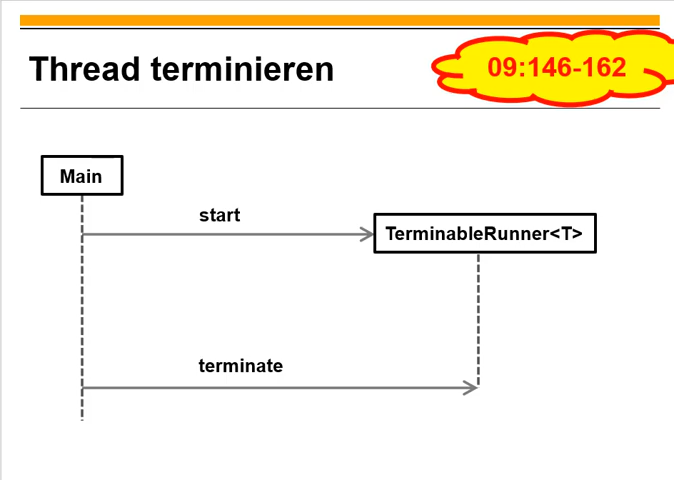 Thread terminieren
09:146-162
Main
start
TerminableRunner<T>
terminate